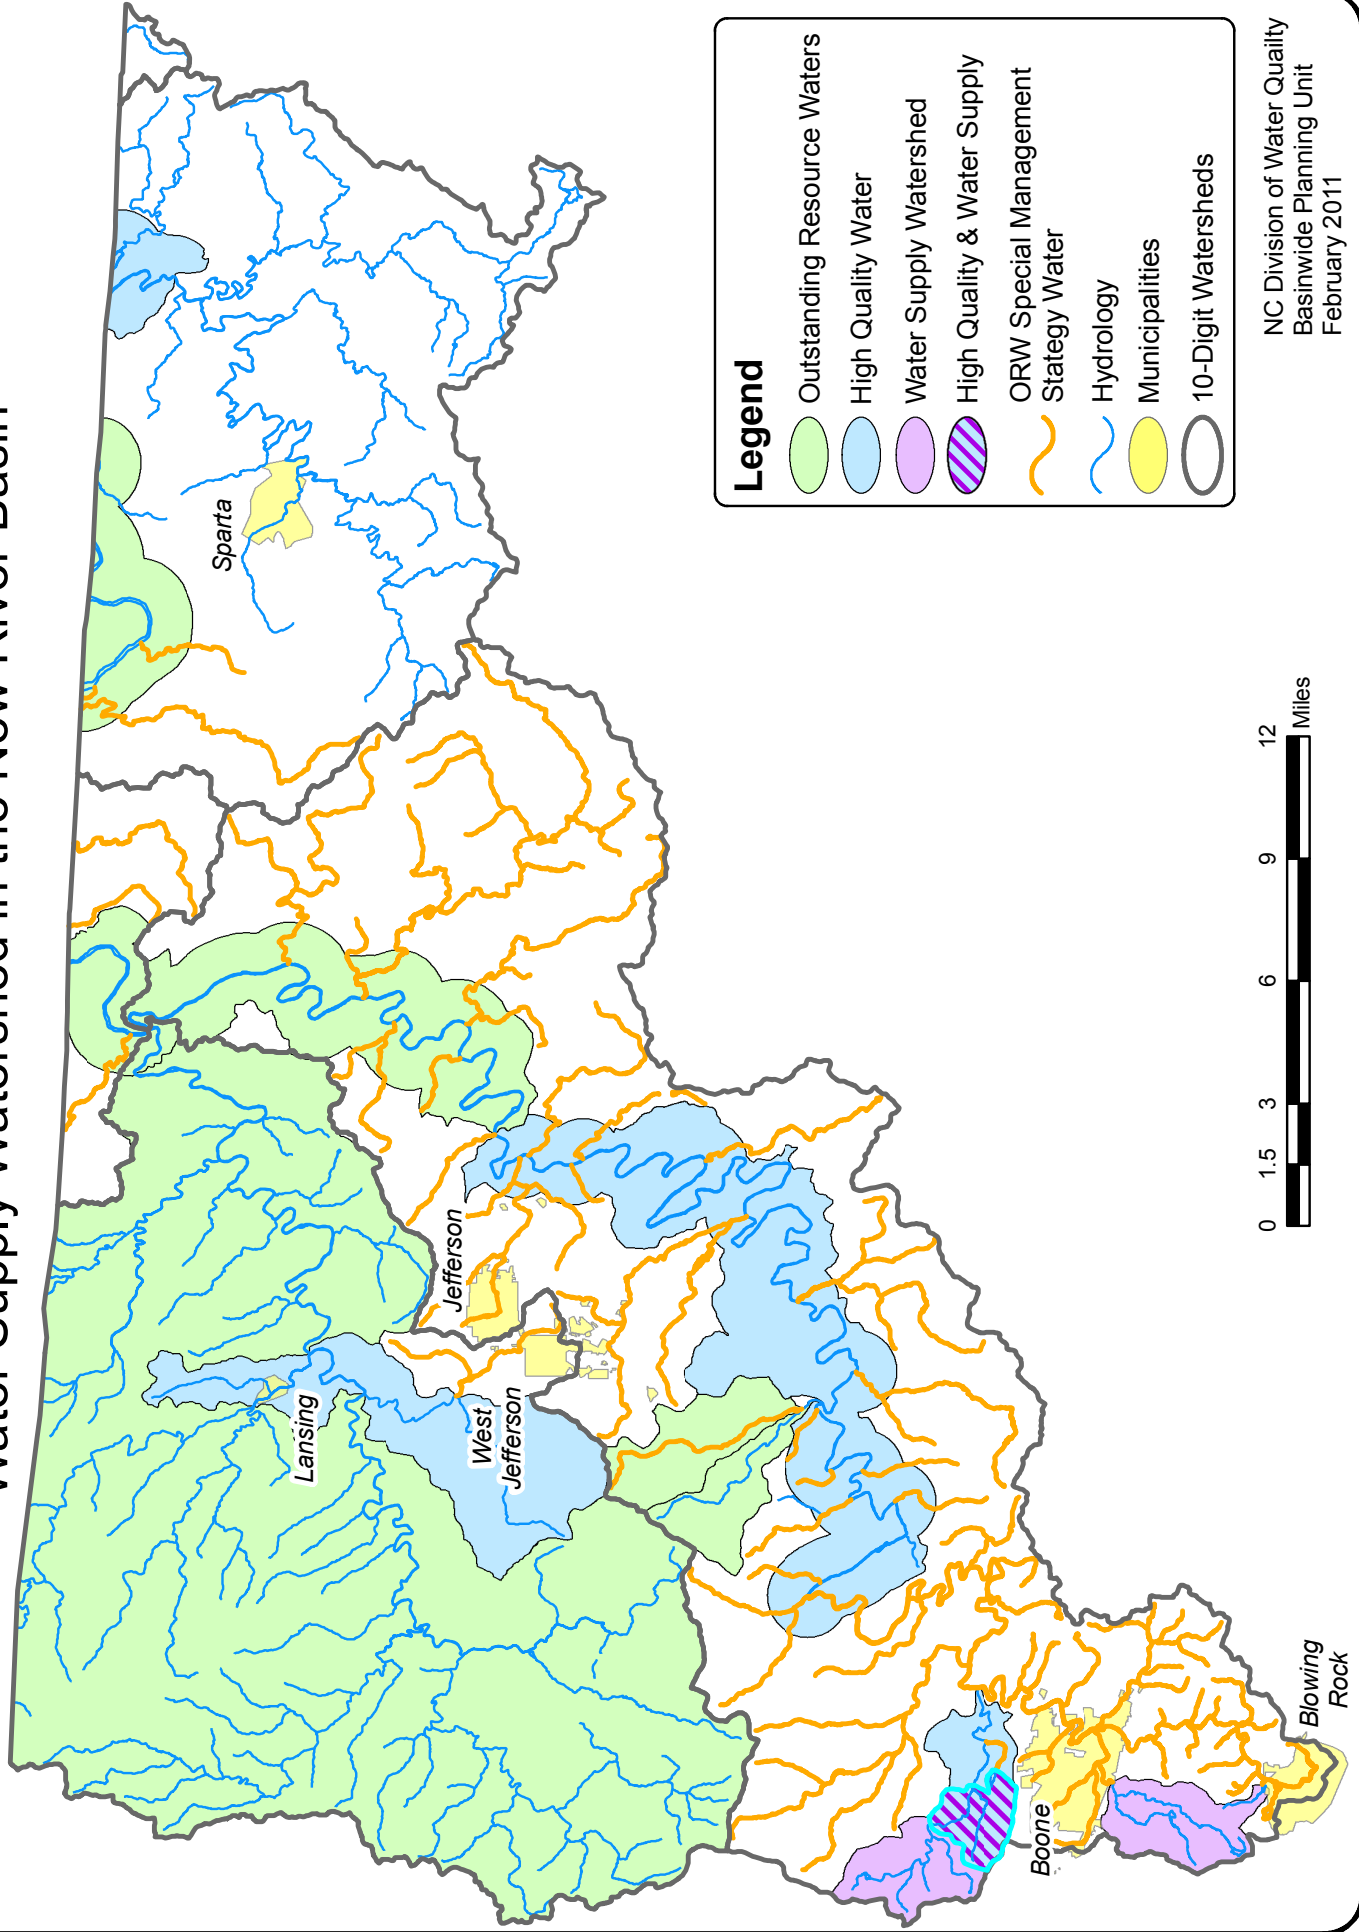 Water Supply Watershed in the New River Basin
Sparta
Jefferson
Lansing
West
Jefferson
Boone
Blowing
Rock
Legend
Outstanding Resource Waters
High Quality Water
Water Supply Watershed
High Quality & Water Supply
ORW Special Management
Stategy Water
Hydrology
Municipalities
10-Digit Watersheds
0 1.5 3 6 9 12
Miles
NC Division of Water Quailty
Basinwide Planning Unit
February 2011